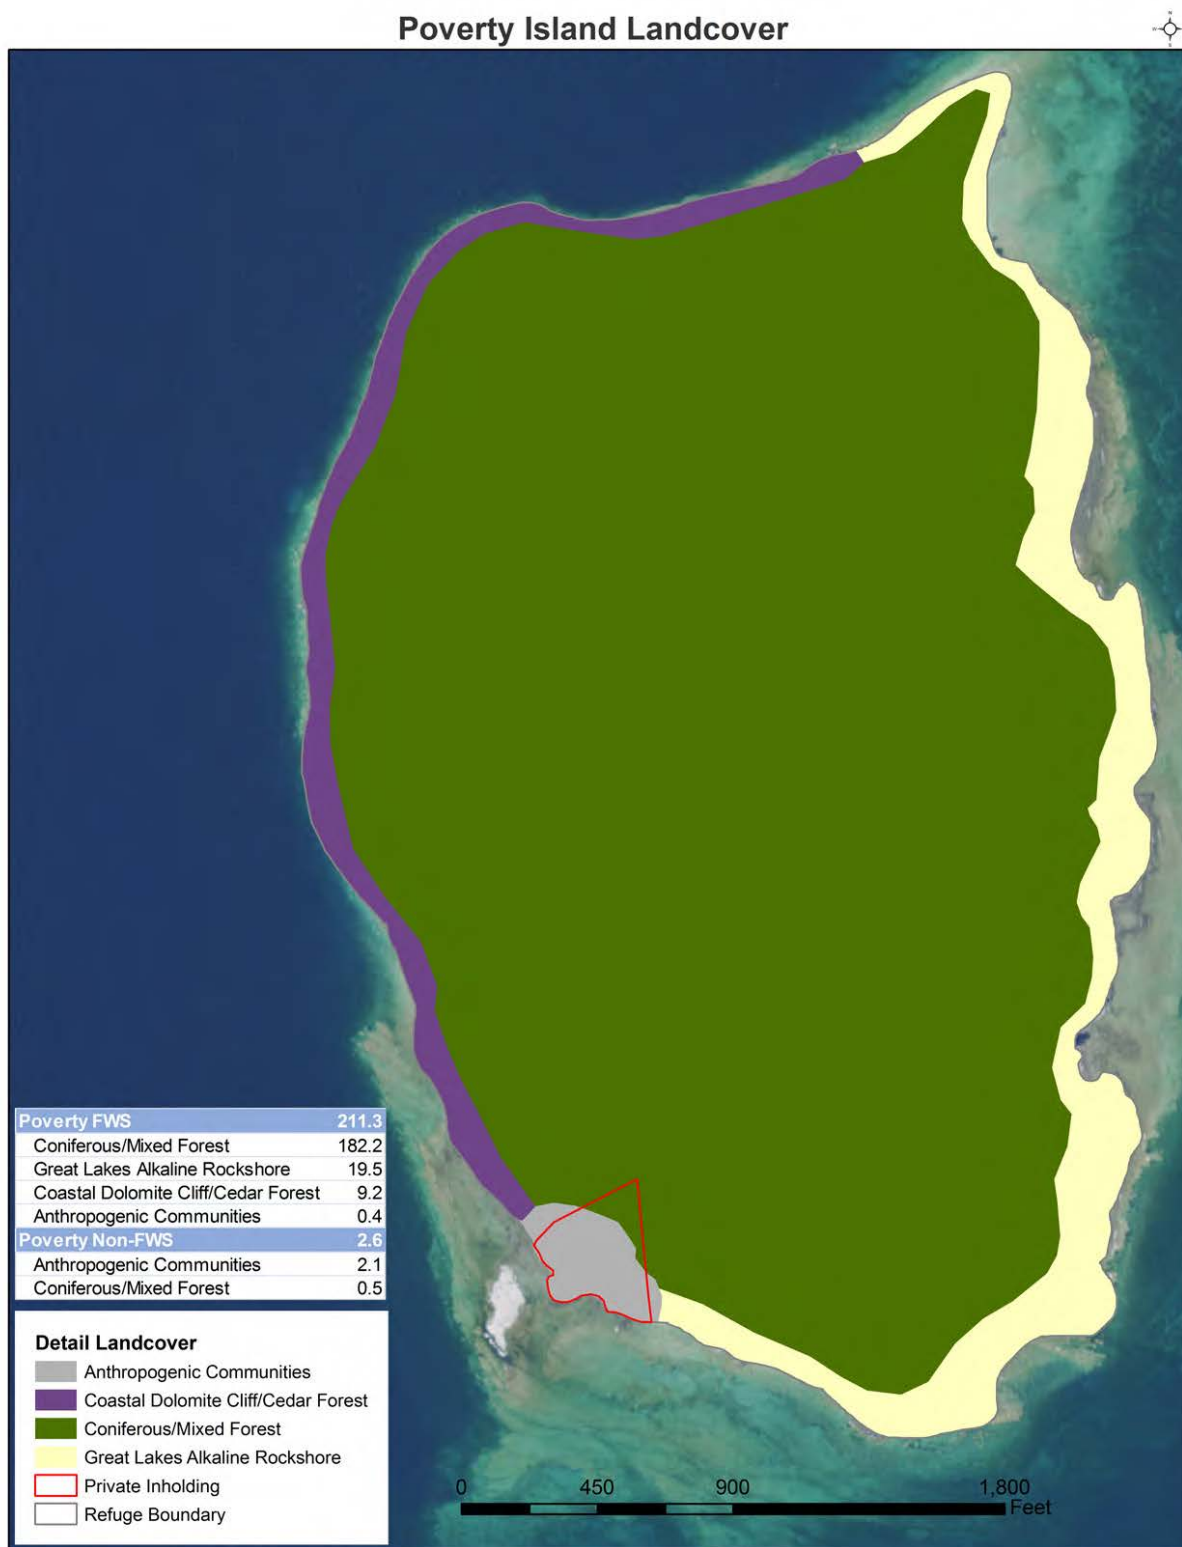 Poverty Island Landcover
Poverty FWS 211.3
Coniferous/Mixed Forest 182.2
Great Lakes Alkaline Rockshore 19.5
Coastal Dolomite Cliff/Cedar Forest 9.2
Anthropogenic Communities 0.4
Poverty Non-FWS 2.6
Anthropogenic Communities 2.1
Coniferous/Mixed Forest 0.5
Detail Landcover
Anthropogenic Communities
Coastal Dolomite Cliff/Cedar Forest
Coniferous/Mixed Forest
Great Lakes Alkaline Rockshore
Private Inholding
Refuge Boundary
0 450 900 1,800
Feet